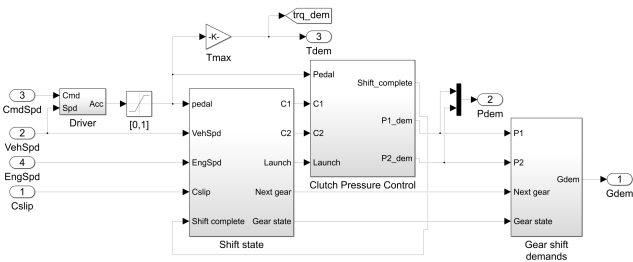 trq_dem
-K-
3
Tmax
Tdem
Pedal
Shift_complete
3
Cmd
Spd
Acc
CmdSpd
Driver
[0,1]
pedal
C1
C1
P1_dem
2
Pdem
2
VehSpd
VehSpd
C2
C2
P1
4
EngSpd
EngSpd
Launch
Launch
P2_dem
P2
Clutch Pressure Control
Gdem
1
Gdem
1
Cslip
Cslip
Next gear
Next gear
Shift complete
Gear state
Gear state
Shift state
Gear shift
demands